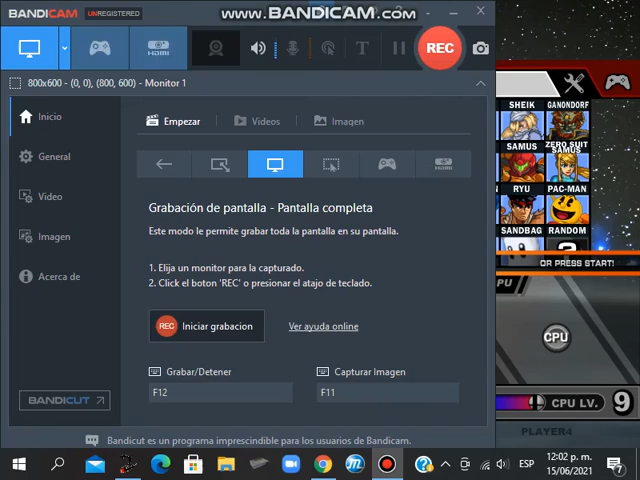 www.BANDICAM.com
BANDICAM UNREGISTERED
HDMI
T
REC
800x600 - (0, 0), (800, 600) - Monitor 1
Inicio
General
Video
Imagen
Acerca de
BANDICUT
Empezar
Videos
Imagen
HDMI
Grabación de pantalla - Pantalla completa
Este modo le permite grabar toda la pantalla en su pantalla.
1. Elija un monitor para la capturado.
2. Click el boton 'REC' or presionar el atajo de teclado.
REC Iniciar grabacion
Ver ayuda online
Grabar/Detener
Capturar Imagen
F12
F11
Bandicut es un programa imprescindible para los usuarios de Bandicam.
SHEIK
GANONDORF
SAMUS
ZERO SUIT
SAMUS
RYU
PAC-MAN
SANDBAG
RANDOM
?
OR PRESS START!
PU
CPU
CPU LV. 9
PLAYER4
ESP
12:02 p. m.
15/06/2021
7